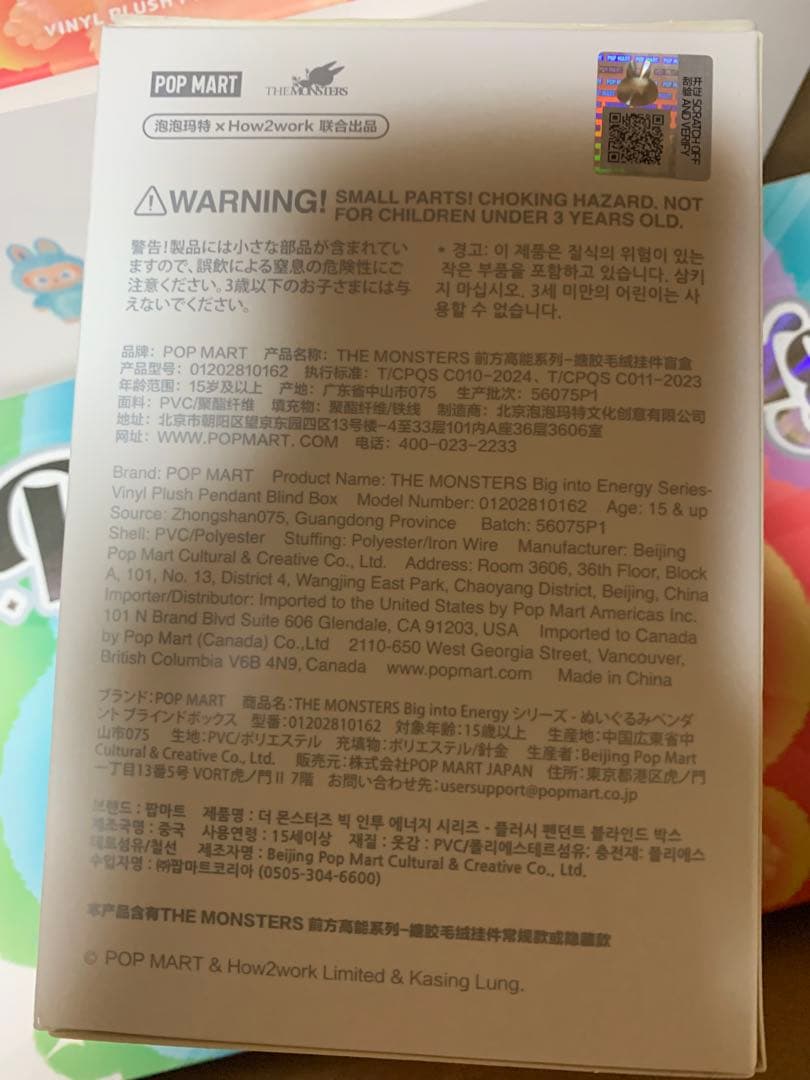 VINYL PLUSH
POP MART
THE MONSTERS
泡泡玛特 × How2work 联合出品
POP MART
刮开
刮验
SCRATCH OFF
AND VERIFY
WARNING! SMALL PARTS! CHOKING HAZARD. NOT
FOR CHILDREN UNDER 3 YEARS OLD.
警告!製品には小さな部品が含まれてい
ますので、誤飲による窒息の危険性にご
注意ください。3歳以下のお子さまには与
えないでください。
* 경고: 이 제품은 질식의 위험이 있는
작은 부품을 포함하고 있습니다. 삼키
지 마십시오. 3세 미만의 어린이는 사
용할 수 없습니다.
品牌: POP MART 产品名称: THE MONSTERS 前方高能系列-搪胶毛绒挂件盲盒
产品型号: 01202810162 执行标准: T/CPQS C010-2024、T/CPQS C011-2023
年龄范围: 15岁及以上 产地: 广东省中山市075 生产批次: 56075P1
面料: PVC/聚酯纤维 填充物: 聚酯纤维/铁线 制造商: 北京泡泡玛特文化创意有限公司
地址: 北京市朝阳区望京东园四区13号楼-4至33层101内A座36层3606室
网址: WWW.POPMART.COM 电话: 400-023-2233
Brand: POP MART Product Name: THE MONSTERS Big into Energy Series-
Vinyl Plush Pendant Blind Box Model Number: 01202810162 Age: 15 & up
Source: Zhongshan075, Guangdong Province Batch: 56075P1
Shell: PVC/Polyester Stuffing: Polyester/Iron Wire Manufacturer: Beijing
Pop Mart Cultural & Creative Co., Ltd. Address: Room 3606, 36th Floor, Block
A, 101, No. 13, District 4, Wangjing East Park, Chaoyang District, Beijing, China
Importer/Distributor: Imported to the United States by Pop Mart Americas Inc.
101 N Brand Blvd Suite 606 Glendale, CA 91203, USA Imported to Canada
by Pop Mart (Canada) Co.,Ltd 2110-650 West Georgia Street, Vancouver,
British Columbia V6B 4N9, Canada www.popmart.com Made in China
ブランド:POP MART 商品名:THE MONSTERS Big into Energy シリーズ - ぬいぐるみペンダ
ント ブラインドボックス 型番:01202810162 対象年齢:15歳以上 生産地:中国広東省中
山市075 生地:PVC/ポリエステル 充填物:ポリエステル/針金 生産者:Beijing Pop Mart
Cultural & Creative Co., Ltd. 販売元:株式会社POP MART JAPAN 住所:東京都港区虎ノ門
一丁目13番5号 VORT虎ノ門 II 7階 お問い合わせ先:usersupport@popmart.co.jp
브랜드 : 팝마트 제품명 : 더 몬스터즈 빅 인투 에너지 시리즈 - 플러시 펜던트 블라인드 박스
제조국명 : 중국 사용연령 : 15세이상 재질 : 옷감 : PVC/폴리에스테르섬유; 충전재: 폴리에스
테르섬유/철선 제조자명 : Beijing Pop Mart Cultural & Creative Co., Ltd.
수입자명 : ㈜팝마트코리아 (0505-304-6600)
本产品含有THE MONSTERS 前方高能系列-搪胶毛绒挂件常规款或隐藏款
© POP MART & How2work Limited & Kasing Lung.